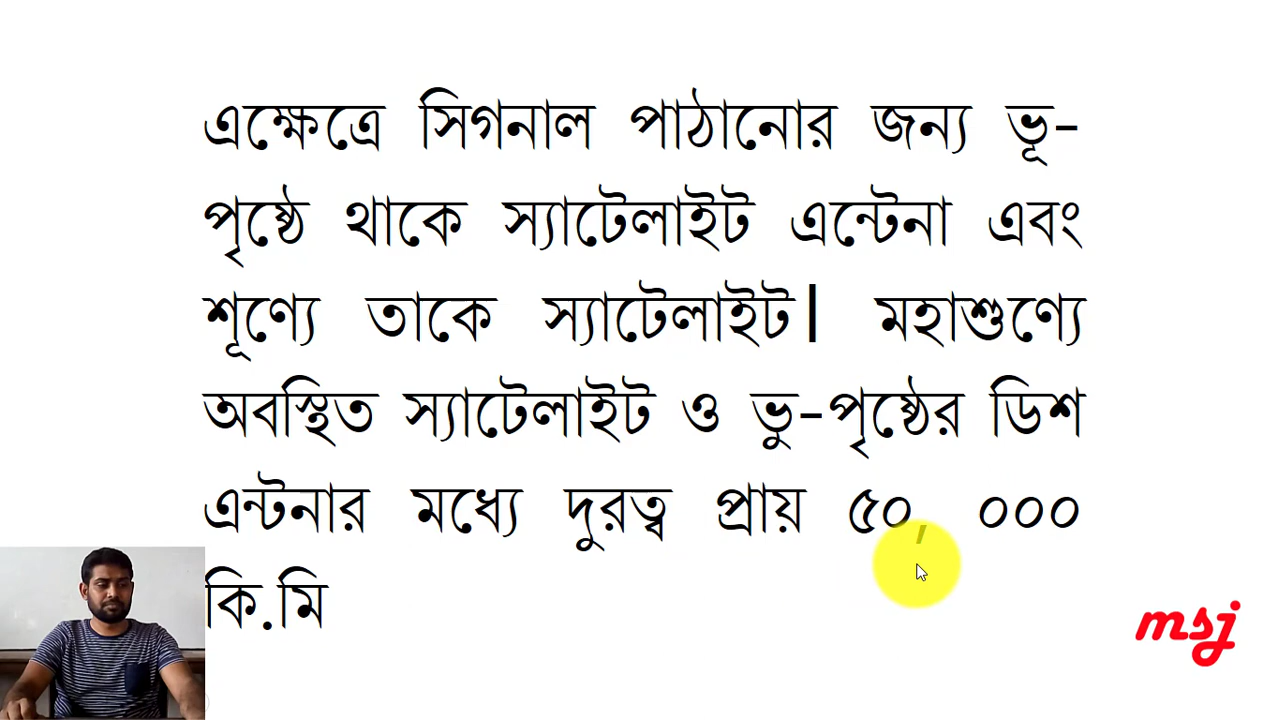 এক্ষেত্রে সিগনাল পাঠানোর জন্য ভূ-
পৃষ্ঠে থাকে স্যাটেলাইট এন্টেনা এবং
শূণ্যে তাকে স্যাটেলাইট। মহাশুণ্যে
অবস্থিত স্যাটেলাইট ও ভু-পৃষ্ঠের ডিশ
এন্টনার মধ্যে দুরত্ব প্রায় ৫০, ০০০
কি.মি
msj